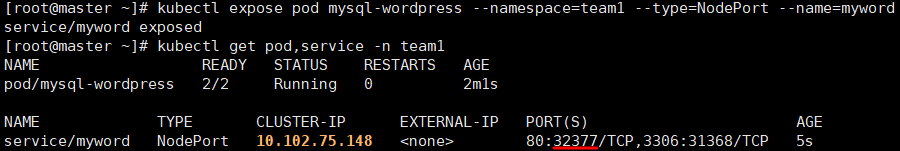 [root@master ~]# kubectl expose pod mysql-wordpress --namespace=team1 --type=NodePort --name=myword
service/myword exposed
[root@master ~]# kubectl get pod,service -n team1
NAME                  READY   STATUS    RESTARTS   AGE
pod/mysql-wordpress   2/2     Running   0          2m1s
NAME             TYPE       CLUSTER-IP      EXTERNAL-IP   PORT(S)                       AGE
service/myword   NodePort   10.102.75.148   <none>        80:32377/TCP,3306:31368/TCP   5s